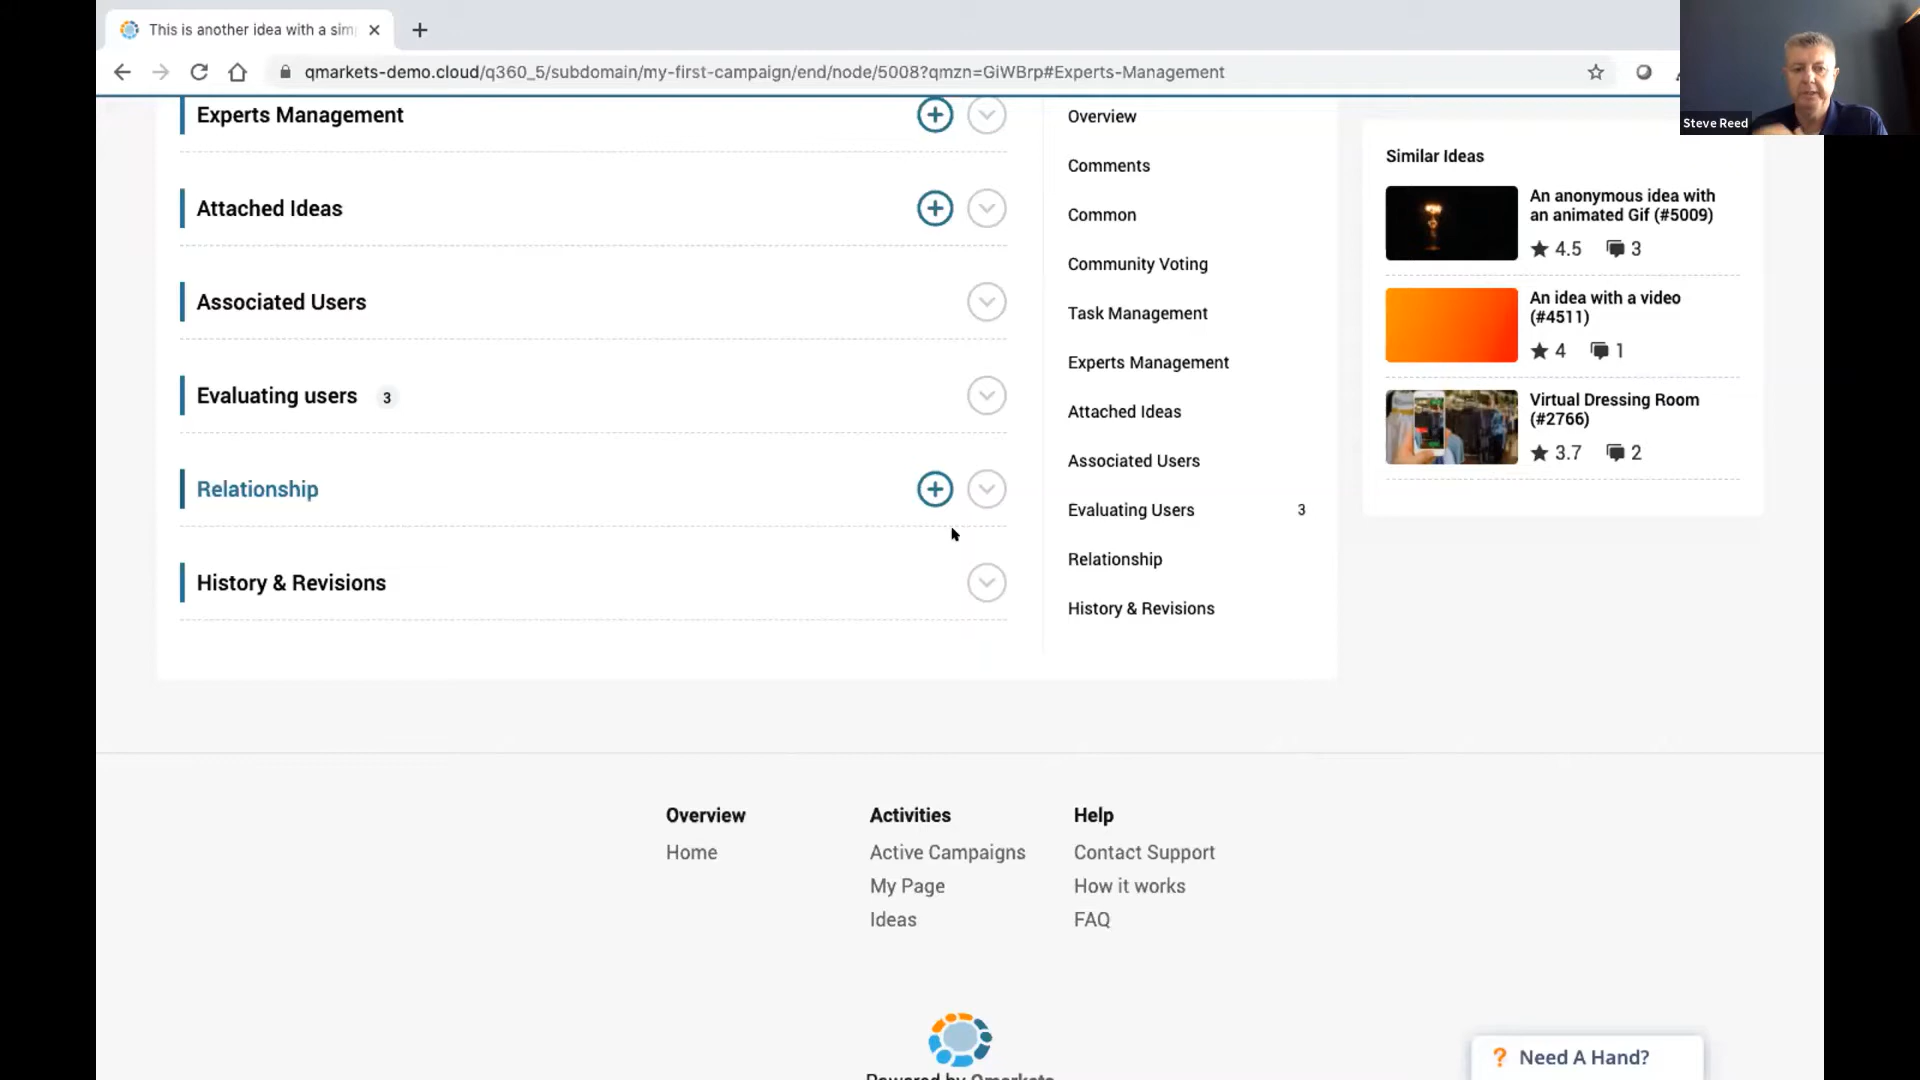 This is another idea with a sim
qmarkets-demo.cloud/q360_5/subdomain/my-first-campaign/end/node/5008?qmzn=GiWBrp#Experts-Management
Steve Reed
Experts Management
Attached Ideas
Associated Users
Evaluating users 3
Relationship
History & Revisions
Overview
Comments
Common
Community Voting
Task Management
Experts Management
Attached Ideas
Associated Users
Evaluating Users 3
Relationship
History & Revisions
Similar Ideas
An anonymous idea with
an animated Gif (#5009)
4.5 3
An idea with a video
(#4511)
4 1
Virtual Dressing Room
(#2766)
3.7 2
Overview
Home
Activities
Active Campaigns
My Page
Ideas
Help
Contact Support
How it works
FAQ
Powered by Qmarkets
? Need A Hand?